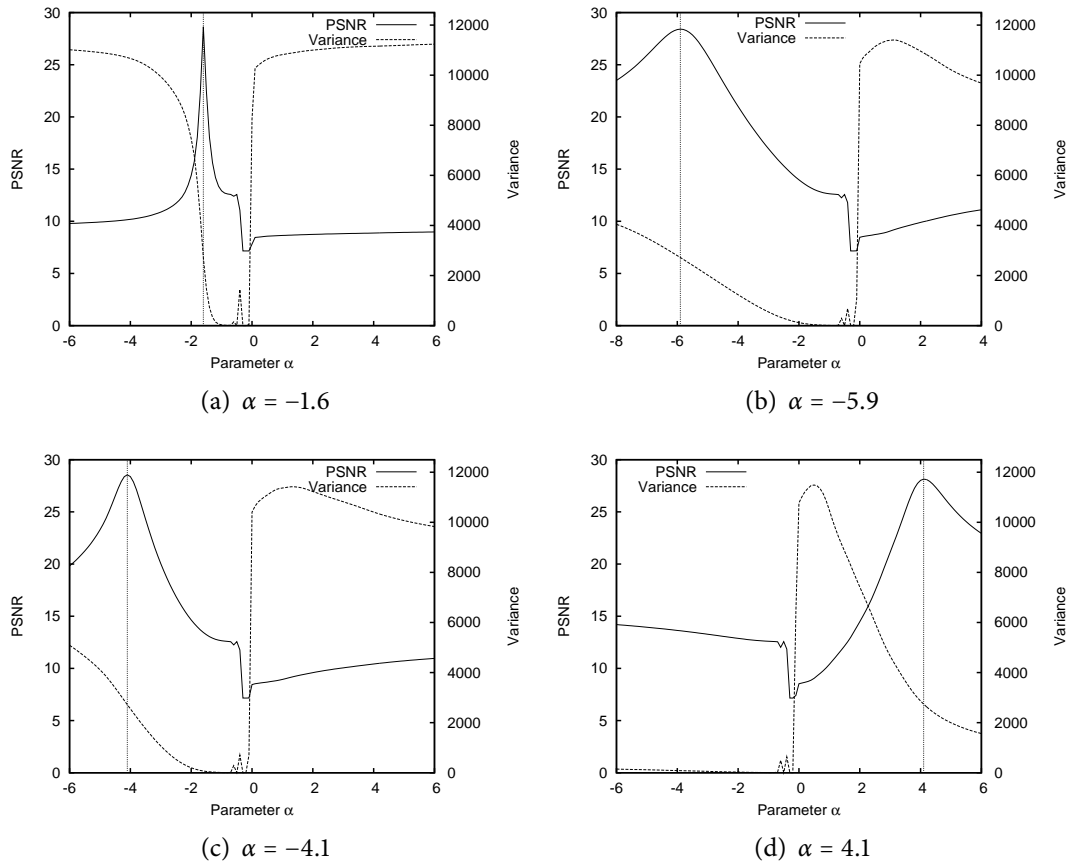 PSNR
Variance
30
25
20
15
10
5
0
12000
10000
8000
6000
4000
2000
0
-6 -4 -2 0 2 4 6
PSNR
Variance
Parameter α
(a) α = −1.6
PSNR
Variance
30
25
20
15
10
5
0
12000
10000
8000
6000
4000
2000
0
-8 -6 -4 -2 0 2 4
PSNR
Variance
Parameter α
(b) α = −5.9
PSNR
Variance
30
25
20
15
10
5
0
12000
10000
8000
6000
4000
2000
0
-6 -4 -2 0 2 4 6
PSNR
Variance
Parameter α
(c) α = −4.1
PSNR
Variance
30
25
20
15
10
5
0
12000
10000
8000
6000
4000
2000
0
-6 -4 -2 0 2 4 6
PSNR
Variance
Parameter α
(d) α = 4.1